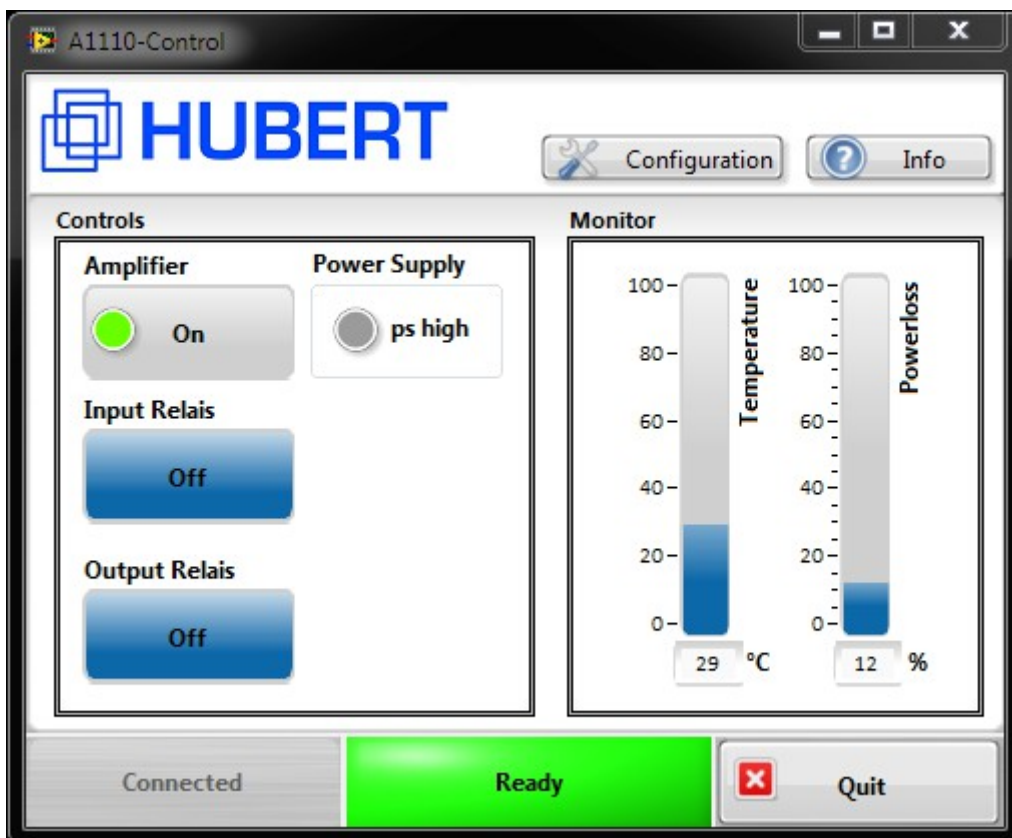 A1110-Control
HUBERT
Configuration
Info
Controls
Monitor
Amplifier
Power Supply
On
ps high
Input Relais
Off
Output Relais
Off
100
80
60
40
20
0
Temperature
29 °C
100
80
60
40
20
0
Powerloss
12 %
Connected
Ready
Quit